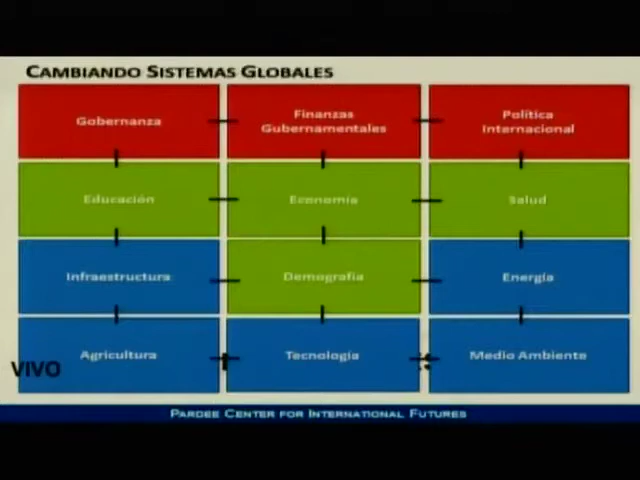 CAMBIANDO SISTEMAS GLOBALES
Gobernanza
Finanzas
Gubernamentales
Política
Internacional
Educación
Economía
Salud
Infraestructura
Demografía
Energía
Agricultura
Tecnología
Medio Ambiente
VIVO
PARDEE CENTER FOR INTERNATIONAL FUTURES